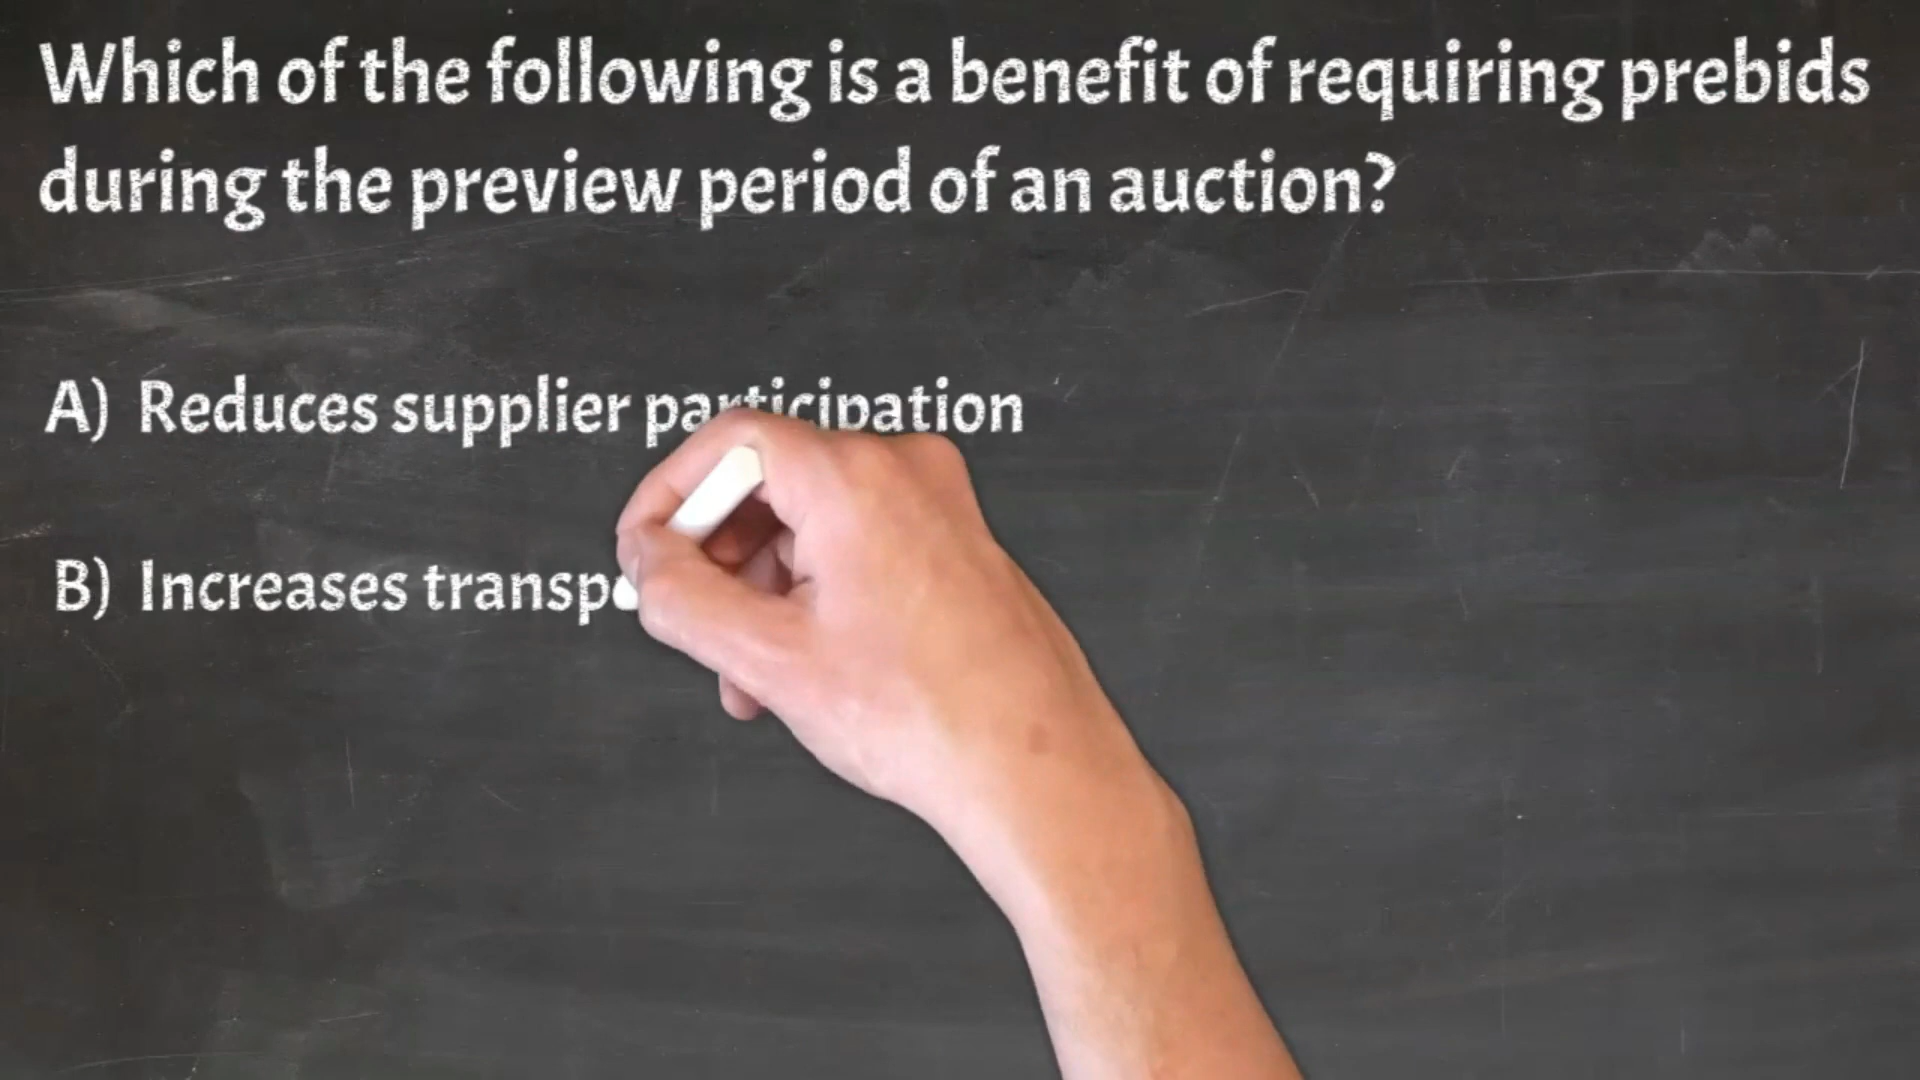 Which of the following is a benefit of requiring prebids
during the preview period of an auction?
A) Reduces supplier participation
B) Increases